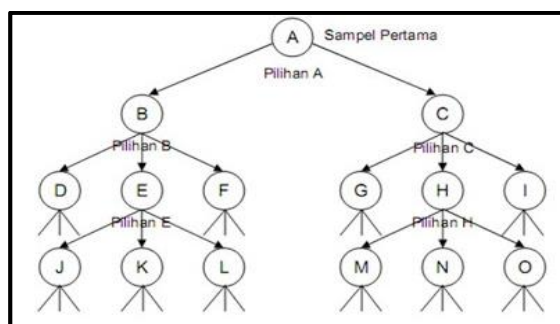 A Sampel Pertama
Pilihan A
B C
Pilihan B Pilihan C
D E F G H I
Pilihan E Pilihan H
J K L M N O